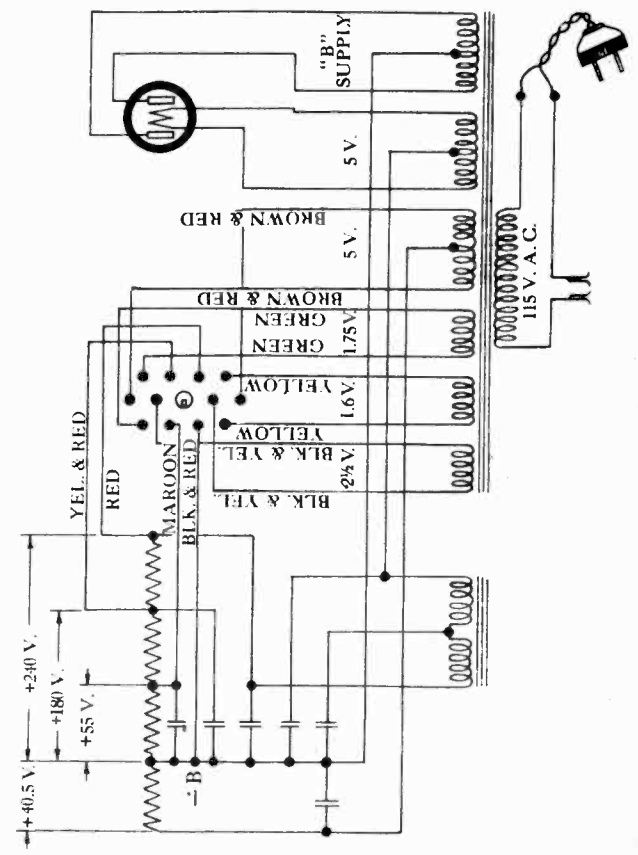 "B"
SUPPLY
5 V.
BROWN & RED
5 V.
BROWN & RED
GREEN
1.75 V.
GREEN
YELLOW
1.6 V.
YELLOW
BLK. & YEL.
2½ V.
BLK. & YEL.
115 V. A. C.
YEL. & RED
RED
MAROON
BLK. & RED
+240 V.
+180 V.
+55 V.
+40.5 V.
-B